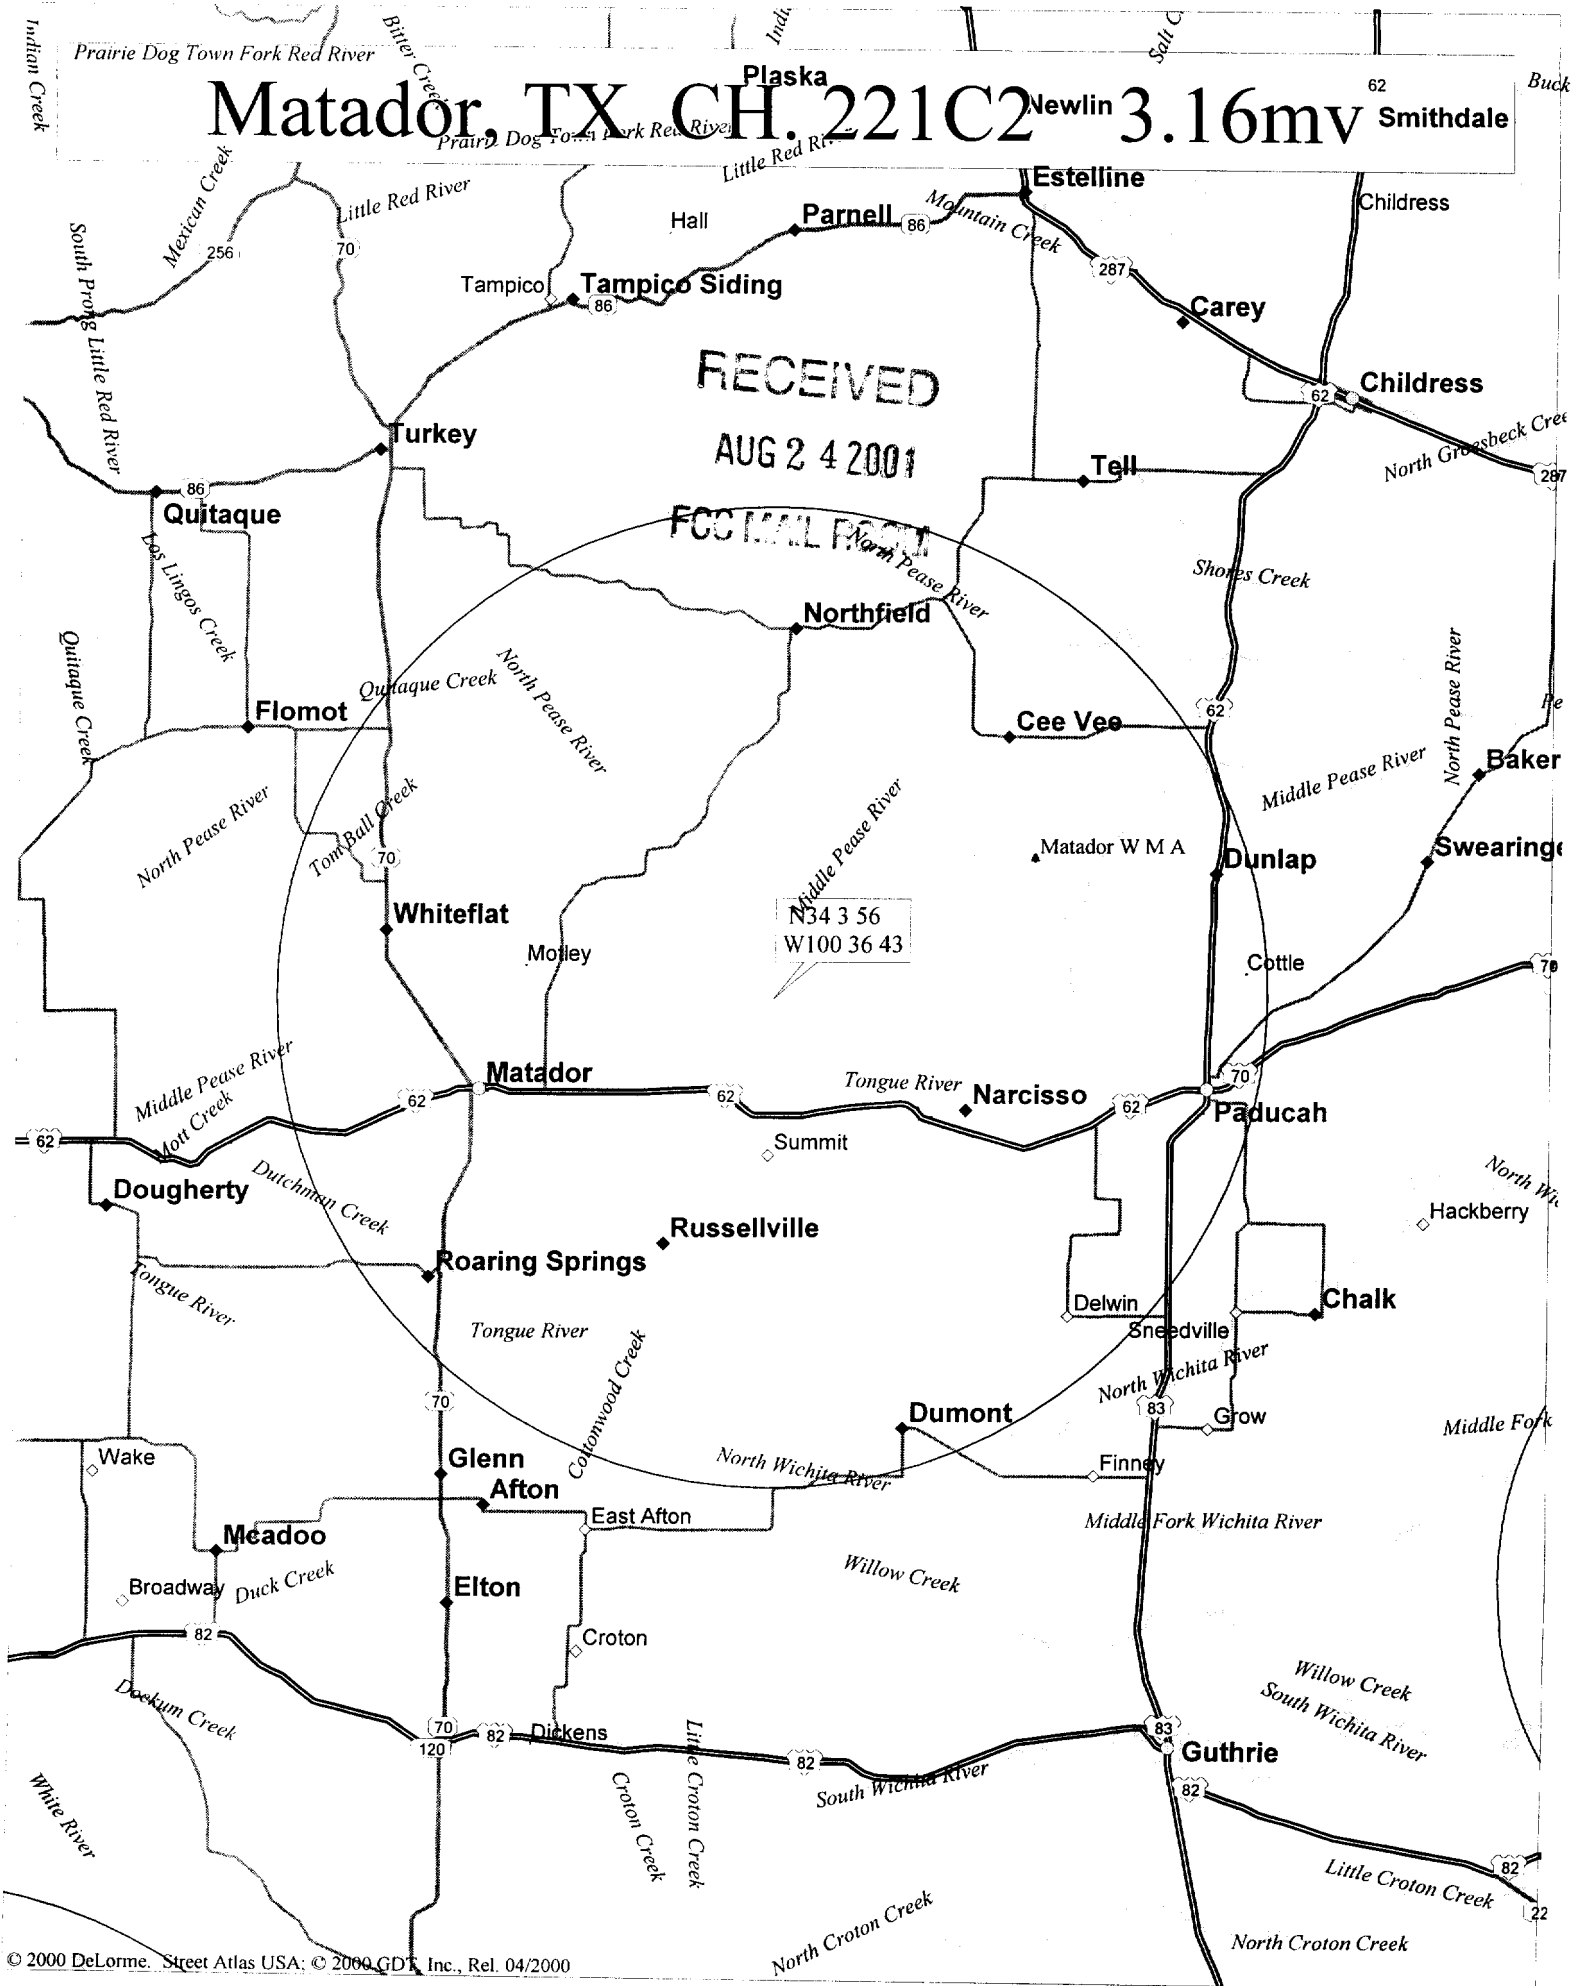 Indian Creek
Prairie Dog Town Fork Red River
Bitter Creek
Plaska
62
Buck
Matador, TX CH. 221C2 3.16mv
Newlin
Smithdale
Prairie Dog Town Fork Red River
Little Red River
Estelline
Mexican Creek
Little Red River
Hall
Parnell
86
Mountain Creek
Childress
256
70
287
South Prong Little Red River
Tampico
Tampico Siding
86
Carey
RECEIVED
62
Childress
Turkey
AUG 24 2001
Tell
North Groesbeck Cree
287
86
Quitaque
FCC MAIL ROOM
North Pease River
Los Lingos Creek
Shores Creek
Northfield
Quitaque Creek
Quitaque Creek
North Pease River
North Pease River
Flomot
Cee Vee
62
Pe
Baker
North Pease River
Tom Ball Creek
Middle Pease River
Middle Pease River
70
Matador W M A
Dunlap
Swearinge
Whiteflat
N34 3 56
W100 36 43
Motley
Cottle
70
Middle Pease River
Matador
Tongue River
Narcisso
70
62
62
62
Paducah
Mott Creek
62
Summit
Dutchman Creek
North Wic
Dougherty
Hackberry
Russellville
Roaring Springs
Tongue River
Delwin
Chalk
Tongue River
Sneedville
Cottonwood Creek
North Wichita River
70
83
Dumont
Grow
Middle Fork
Wake
Glenn
North Wichita River
Finney
Afton
East Afton
Middle Fork Wichita River
Mcadoo
Broadway
Duck Creek
Elton
Willow Creek
82
Croton
Willow Creek
South Wichita River
Dockum Creek
70
82
Dickens
Little Croton Creek
83
120
82
Guthrie
White River
Croton Creek
South Wichita River
82
82
Little Croton Creek
22
North Croton Creek
North Croton Creek
© 2000 DeLorme. Street Atlas USA; © 2000 GDT, Inc., Rel. 04/2000